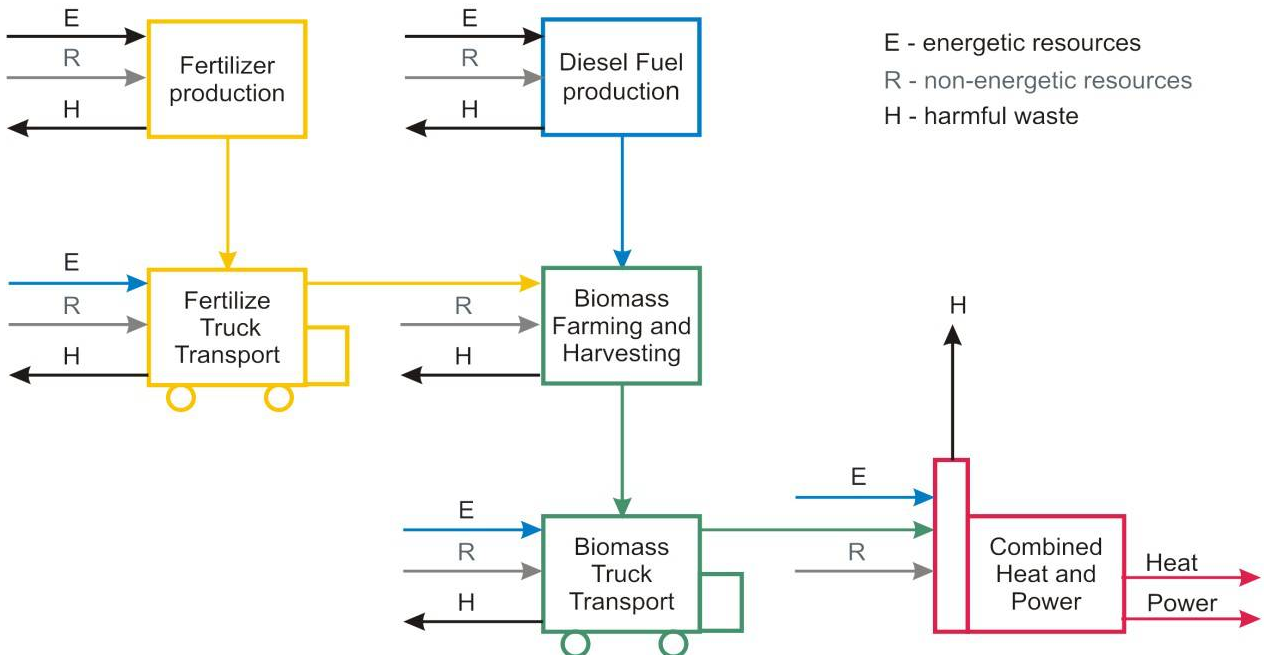 E
R
H
Fertilizer
production
E
R
H
Diesel Fuel
production
E - energetic resources
R - non-energetic resources
H - harmful waste
E
R
H
Fertilize
Truck
Transport
R
H
Biomass
Farming and
Harvesting
H
E
R
H
Biomass
Truck
Transport
E
R
Combined
Heat and
Power
Heat
Power